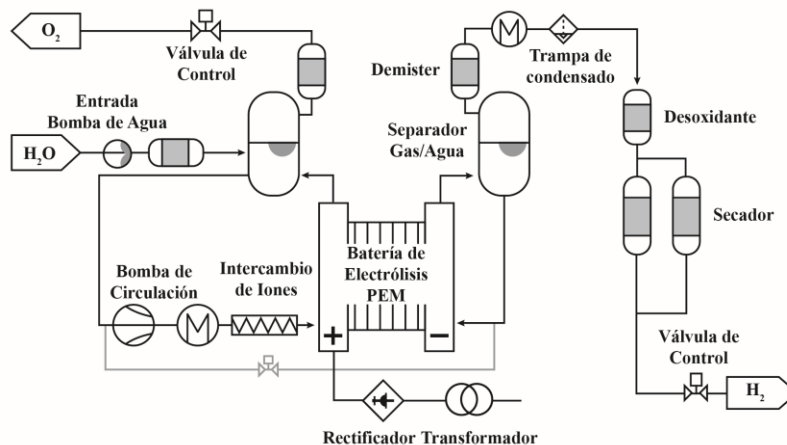 O₂
Válvula de
Control
Demister
Trampa de
condensado
Entrada
Bomba de Agua
H₂O
Separador
Gas/Agua
Desoxidante
Secador
Bomba de
Circulación
Intercambio
de Iones
Batería de
Electrólisis
PEM
+
−
Válvula de
Control
H₂
Rectificador
Transformador